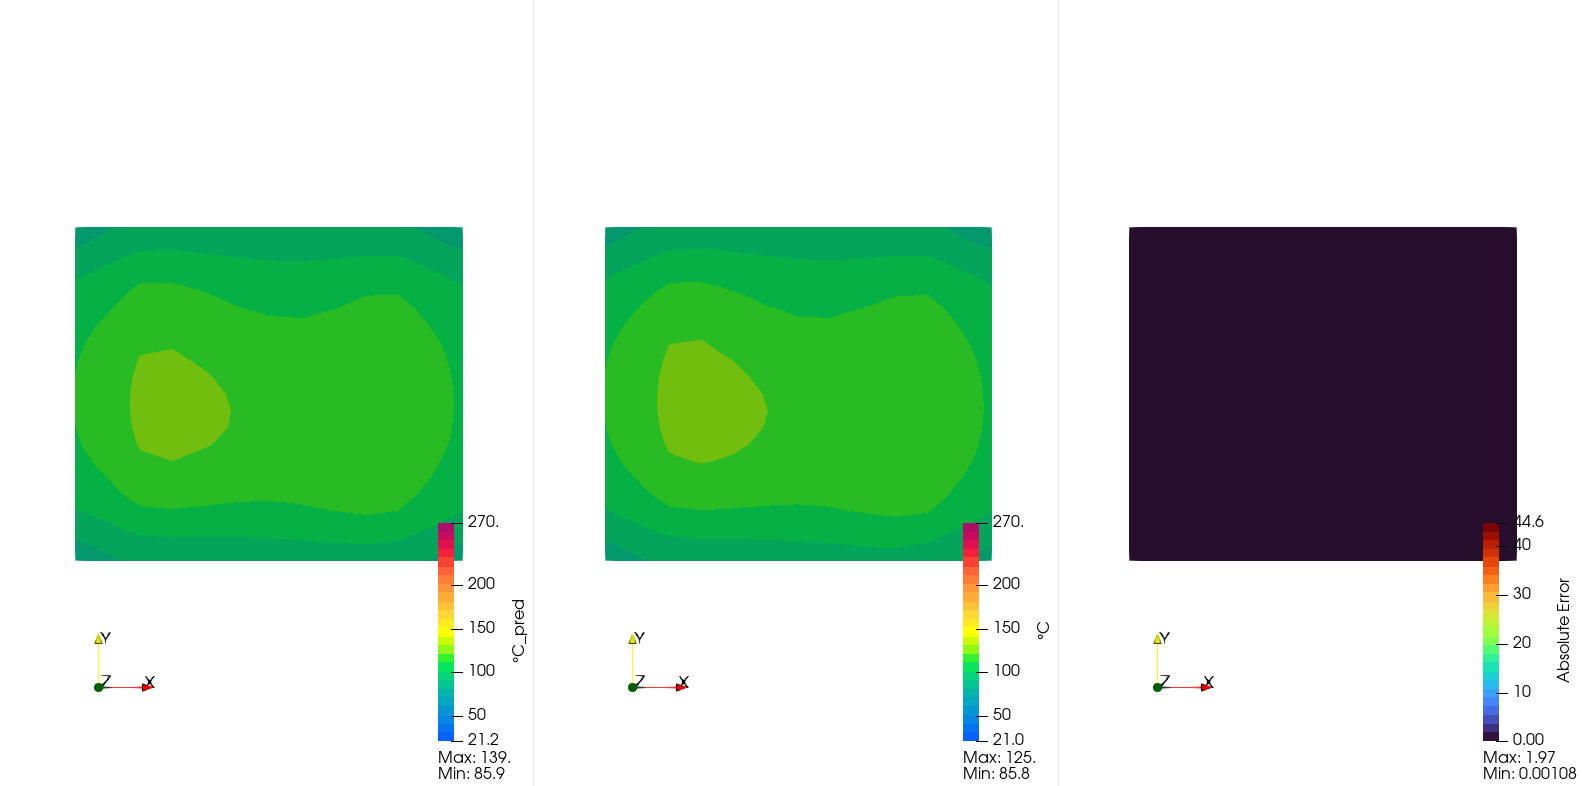 270.
200
150
100
50
21.2
°C_pred
Max: 139.
Min: 85.9
Y
Z
X
270.
200
150
100
50
21.0
°C
Max: 125.
Min: 85.8
Y
Z
X
44.6
40
30
20
10
0.00
Absolute Error
Max: 1.97
Min: 0.00108
Y
Z
X